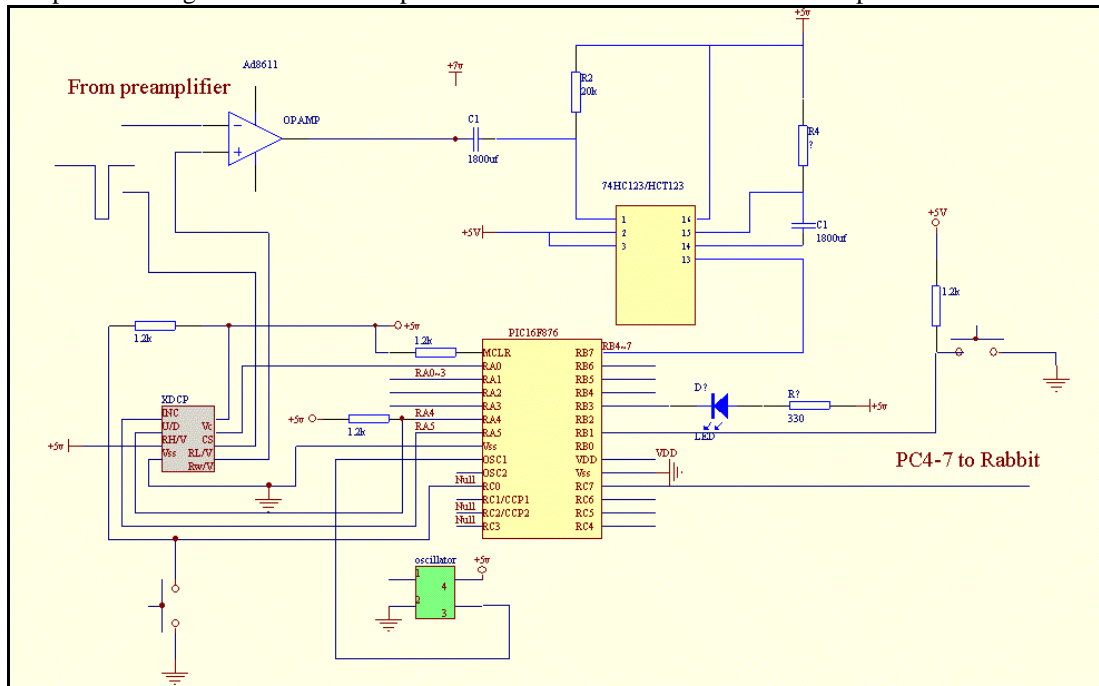 +5v
Ad8611
+7v
From preamplifier
R2
20k
OPAMP
C1
1800uf
R4
?
74HC123/HCT123
1 16
2 15
3 14
13
+5V
C1
1800uf
+5V
1.2k
1.2k
+5v
1.2k
PIC16F876
RB4~7
MCLR RB7
RA0 RB6
RA0~3
RA1 RB5
RA2 RB4
RA3 RB3
RA4
RA4 RB2
RA5
RA5 RB1
Vss RB0
OSC1 VDD
OSC2 Vss
Null
RC0 RC7
RC1/CCP1 RC6
Null
RC2/CCP2 RC5
Null
RC3 RC4
D?
LED
R?
330
+5v
VDD
PC4-7 to Rabbit
XDCP
INC
U/D Vc
RH/V CS
Vss RL/V
Rw/V
+5v
+5v
1.2k
oscillator
+5v
1
4
2
3